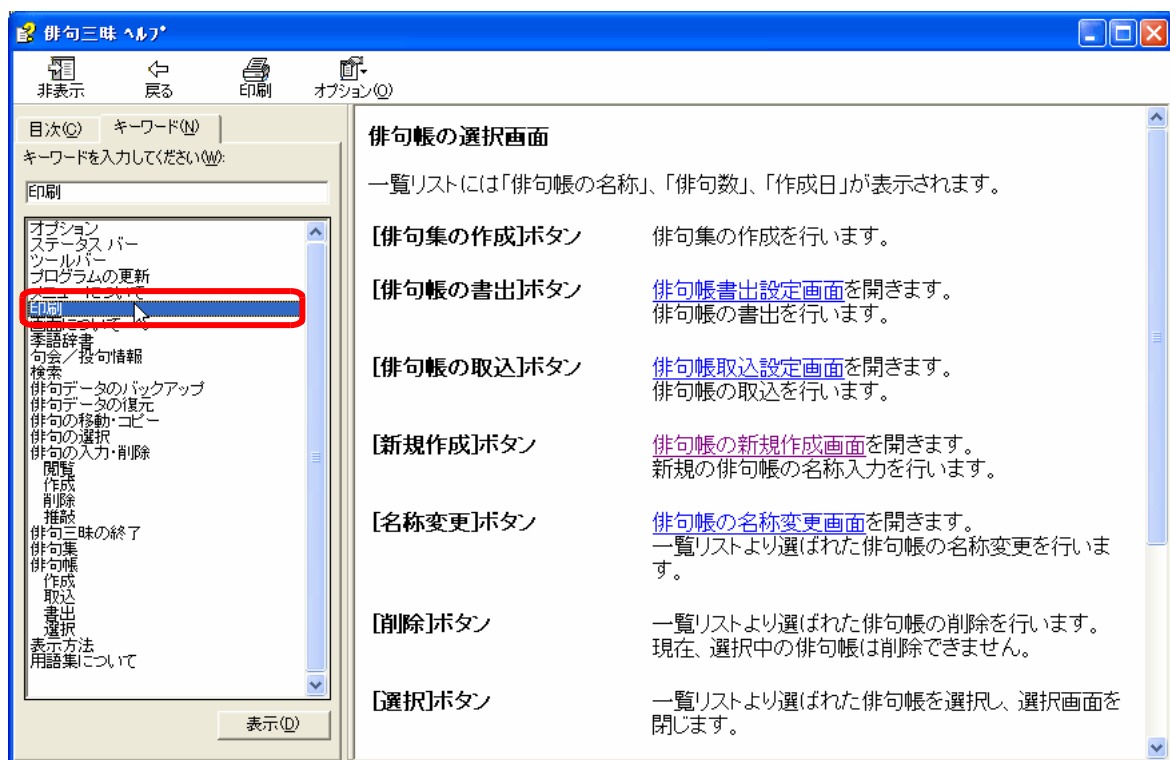 俳句三昧 ヘルプ
非表示 戻る 印刷 オプション(O)
目次(C) キーワード(N)
キーワードを入力してください(W):
印刷
オプション
ステータス バー
ツールバー
プログラムの更新
メニューについて
印刷
画面について
季語辞書
句会/投句情報
検索
俳句データのバックアップ
俳句データの復元
俳句の移動・コピー
俳句の選択
俳句の入力・削除
閲覧
作成
削除
推敲
俳句三昧の終了
俳句集
俳句帳
作成
取込
書出
選択
表示方法
用語集について
表示(D)
俳句帳の選択画面
一覧リストには「俳句帳の名称」、「俳句数」、「作成日」が表示されます。
[俳句集の作成]ボタン 俳句集の作成を行います。
[俳句帳の書出]ボタン 俳句帳書出設定画面を開きます。
俳句帳の書出を行います。
[俳句帳の取込]ボタン 俳句帳取込設定画面を開きます。
俳句帳の取込を行います。
[新規作成]ボタン 俳句帳の新規作成画面を開きます。
新規の俳句帳の名称入力を行います。
[名称変更]ボタン 俳句帳の名称変更画面を開きます。
一覧リストより選ばれた俳句帳の名称変更を行いま
す。
[削除]ボタン 一覧リストより選ばれた俳句帳の削除を行います。
現在、選択中の俳句帳は削除できません。
[選択]ボタン 一覧リストより選ばれた俳句帳を選択し、選択画面を
閉じます。